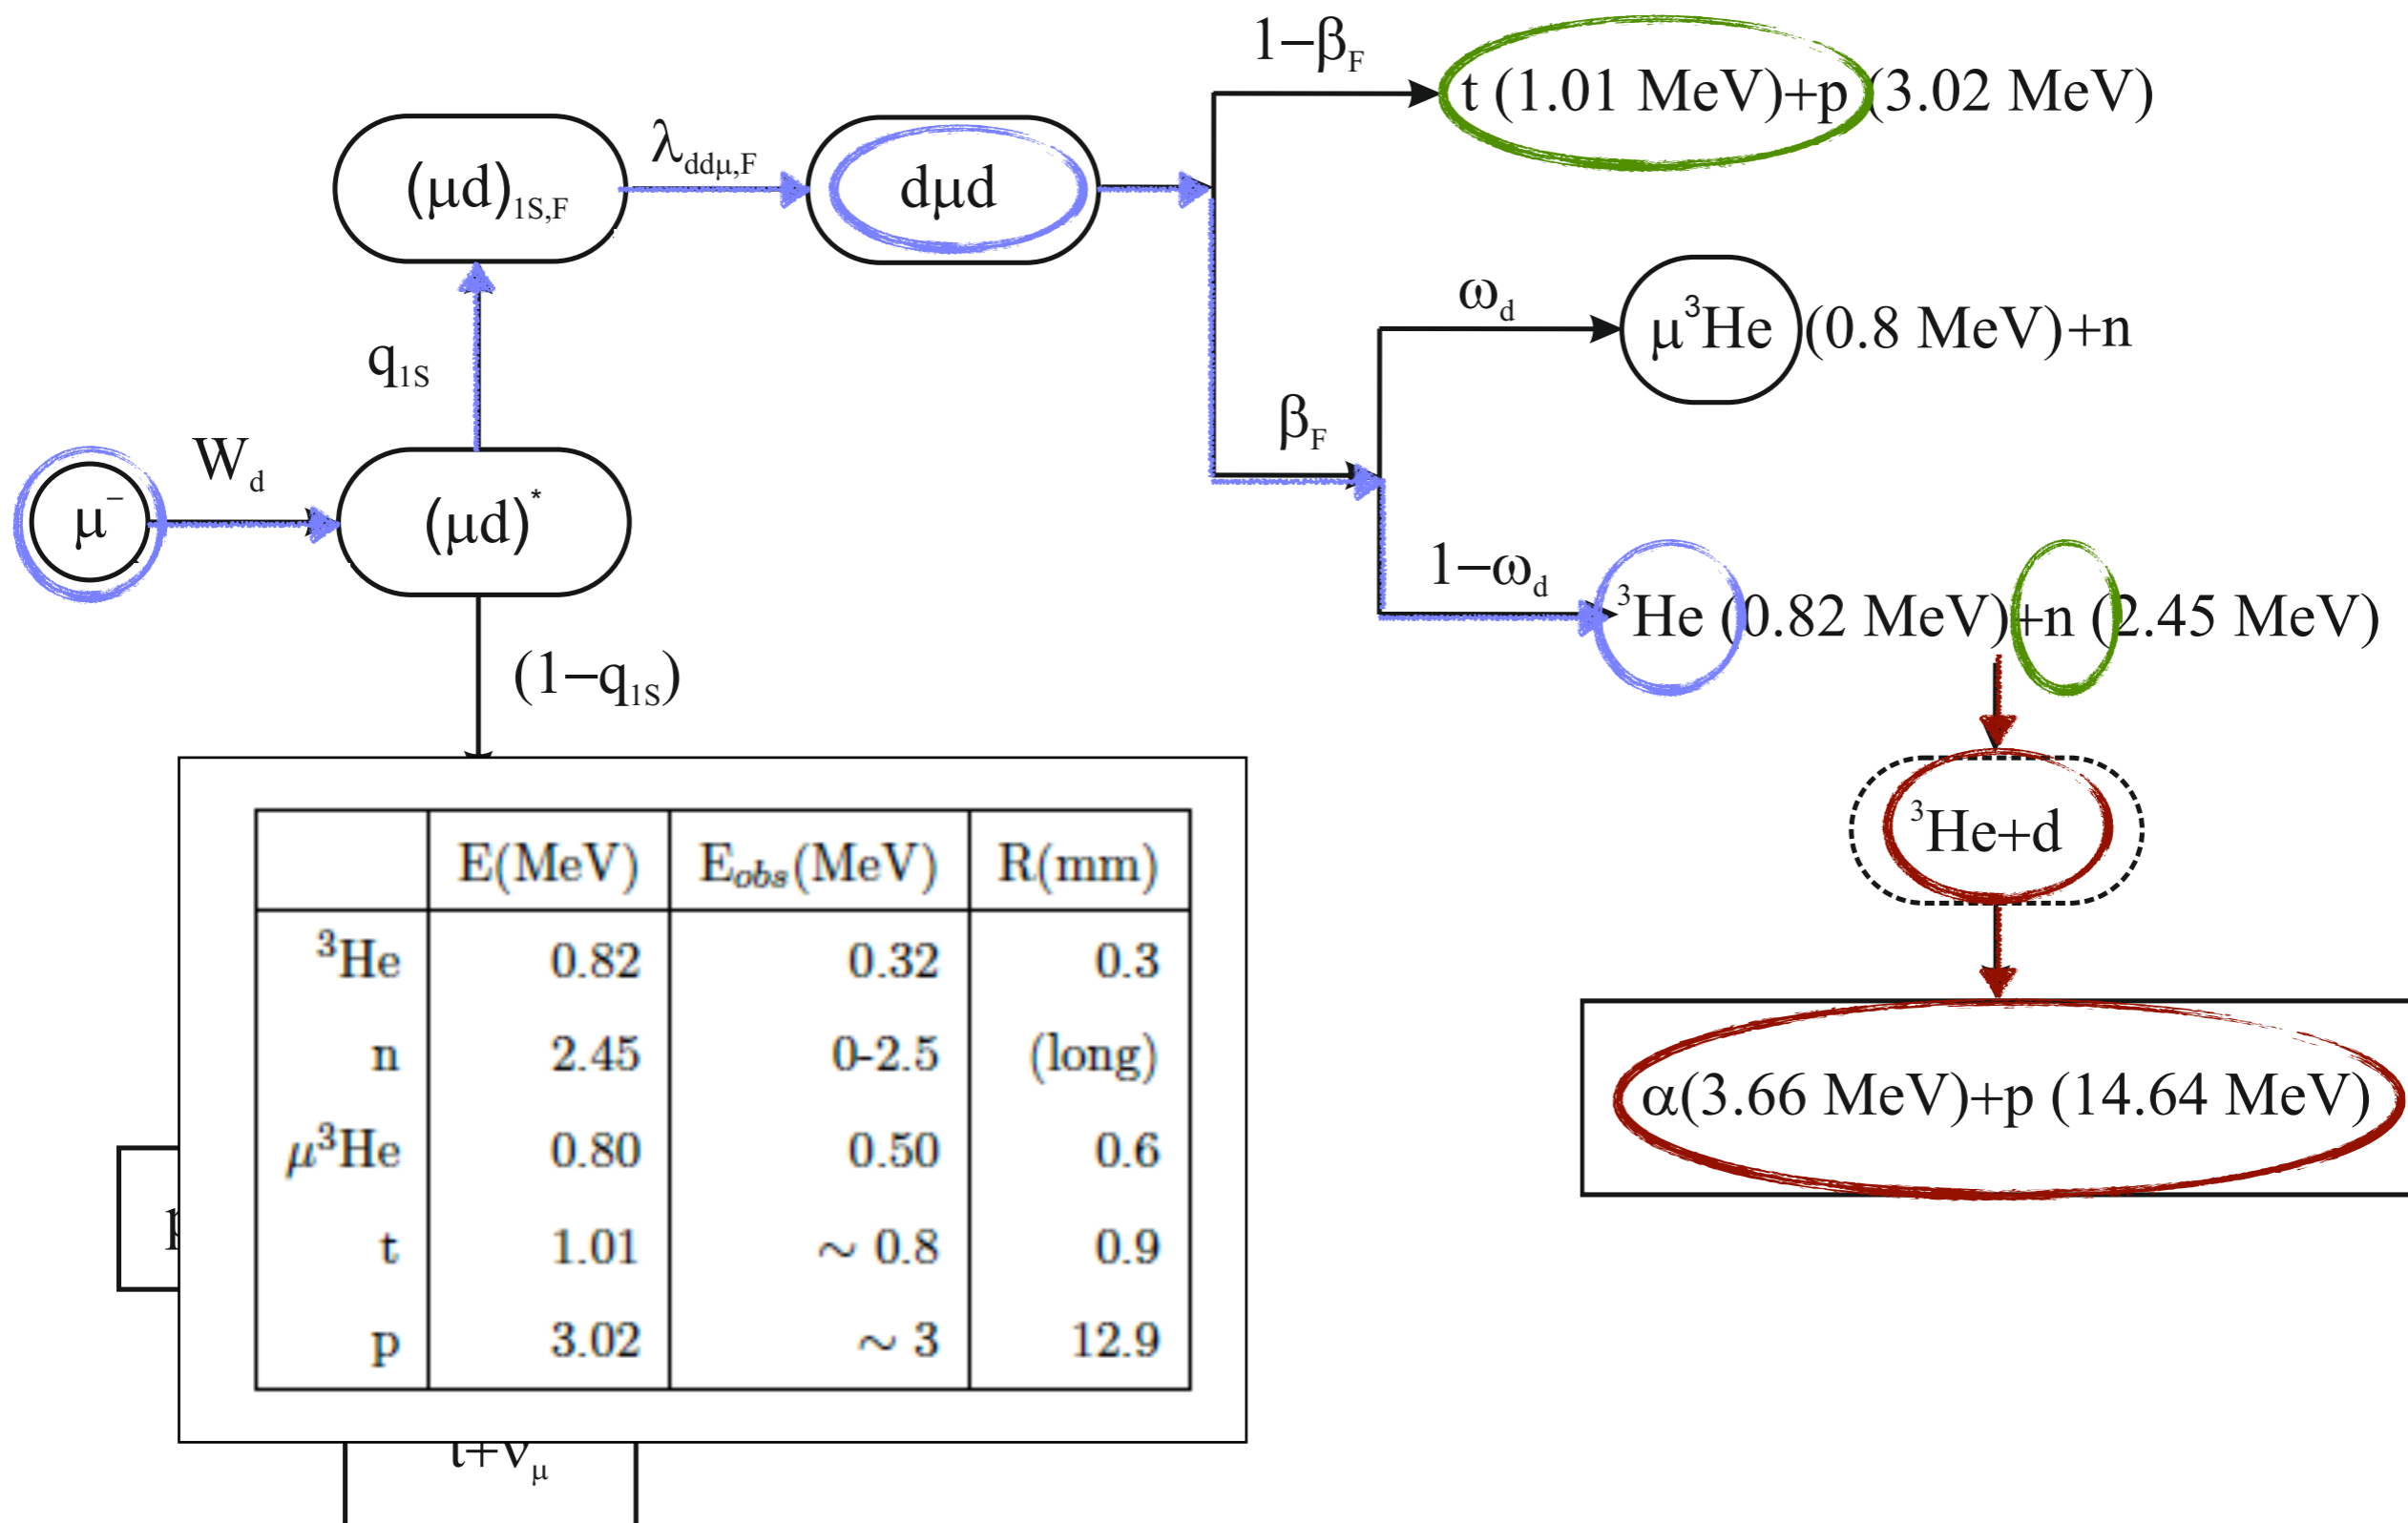 1−β_F
t (1.01 MeV)+p (3.02 MeV)
(μd)_1S,F
λ_ddμ,F
dμd
ω_d
μ³He (0.8 MeV)+n
q_1S
β_F
μ⁻
W_d
(μd)*
1−ω_d
³He (0.82 MeV)+n (2.45 MeV)
(1−q_1S)
³He+d
α(3.66 MeV)+p (14.64 MeV)
E(MeV) E_obs(MeV) R(mm)
³He 0.82 0.32 0.3
n 2.45 0-2.5 (long)
μ³He 0.80 0.50 0.6
t 1.01 ~ 0.8 0.9
p 3.02 ~ 3 12.9
t+ν_μ